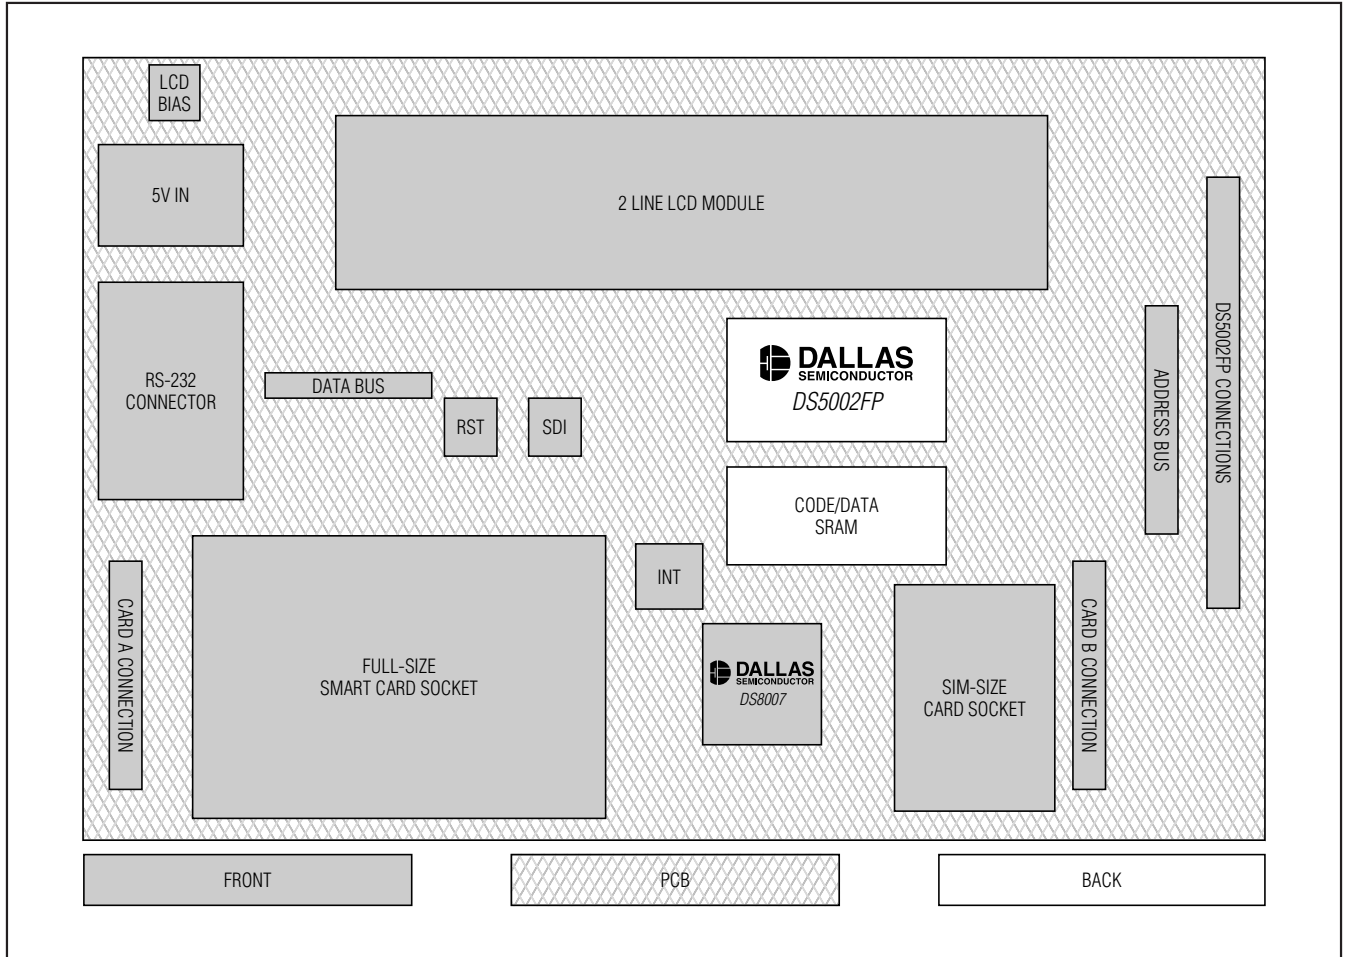 LCD
BIAS
5V IN
2 LINE LCD MODULE
RS-232
CONNECTOR
DATA BUS
RST
SDI
DALLAS
SEMICONDUCTOR
DS5002FP
CODE/DATA
SRAM
ADDRESS BUS
DS5002FP CONNECTIONS
CARD A CONNECTION
FULL-SIZE
SMART CARD SOCKET
INT
DALLAS
SEMICONDUCTOR
DS8007
SIM-SIZE
CARD SOCKET
CARD B CONNECTION
FRONT
PCB
BACK